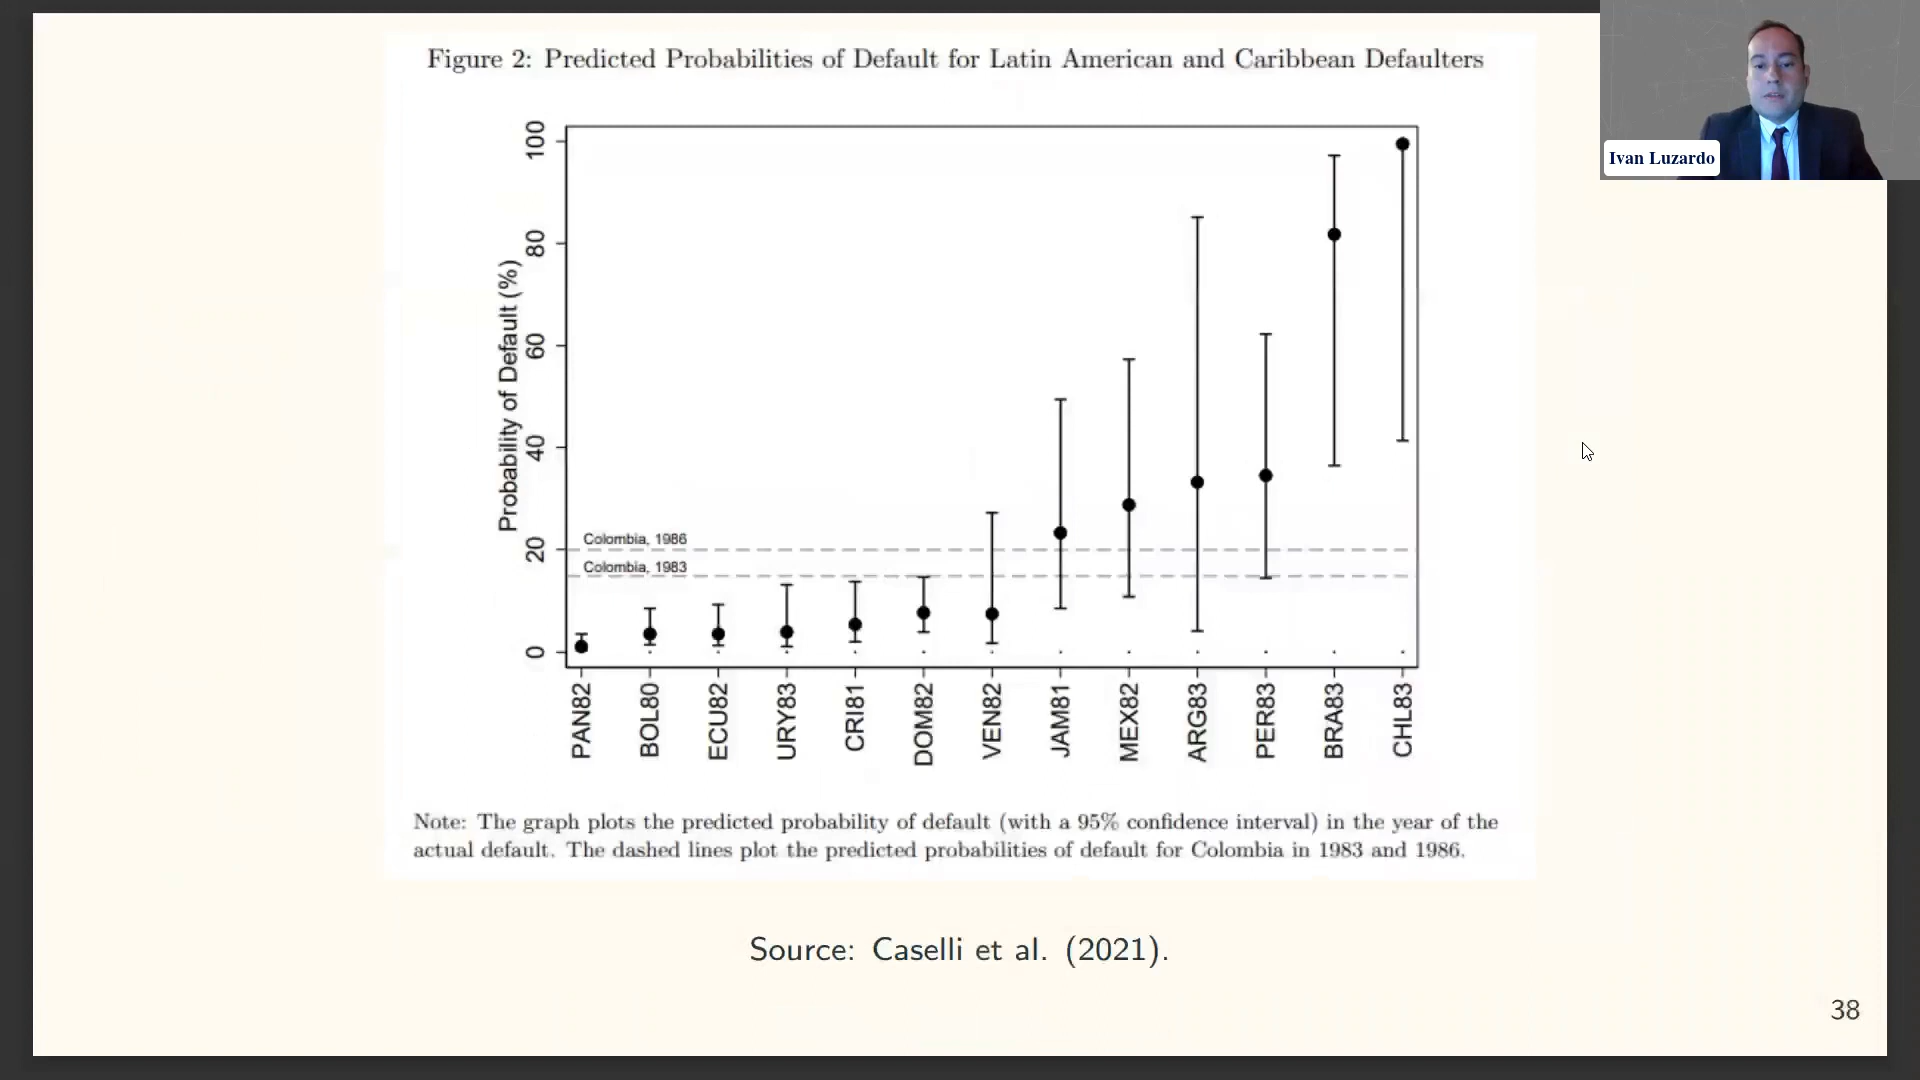 Figure 2: Predicted Probabilities of Default for Latin American and Caribbean Defaulters
Ivan Luzardo
Probability of Default (%)
100
80
60
40
20
0
Colombia, 1986
Colombia, 1983
PAN82
BOL80
ECU82
URY83
CRI81
DOM82
VEN82
JAM81
MEX82
ARG83
PER83
BRA83
CHL83
Note: The graph plots the predicted probability of default (with a 95% confidence interval) in the year of the
actual default. The dashed lines plot the predicted probabilities of default for Colombia in 1983 and 1986.
Source: Caselli et al. (2021).
38